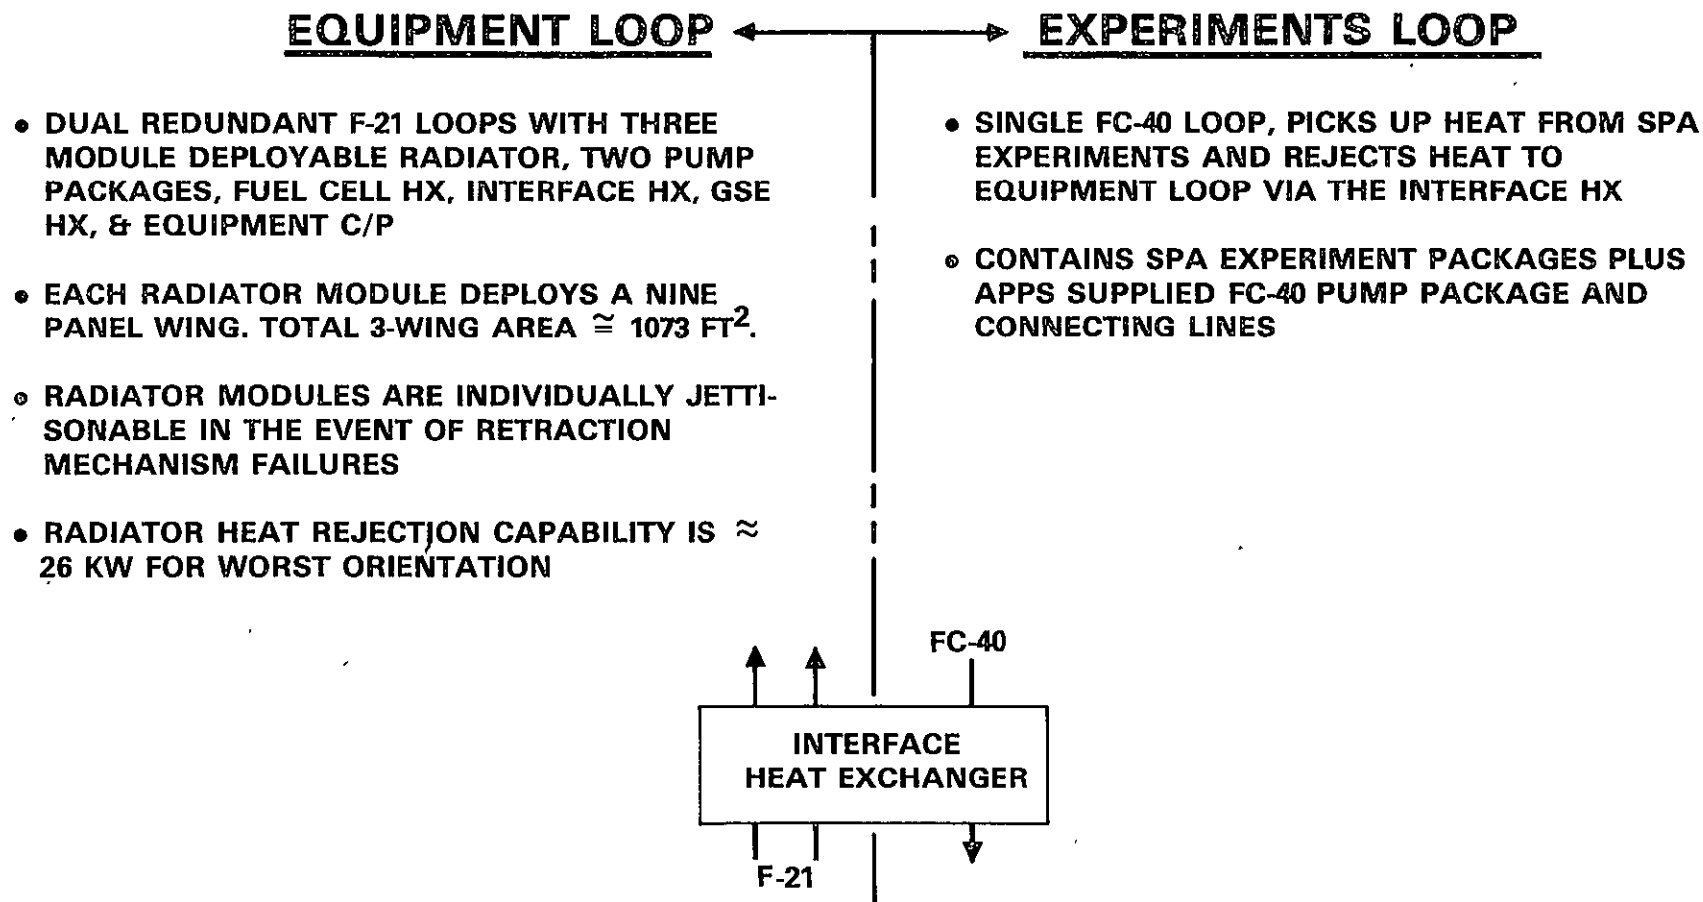 EQUIPMENT LOOP
• DUAL REDUNDANT F-21 LOOPS WITH THREE
MODULE DEPLOYABLE RADIATOR, TWO PUMP
PACKAGES, FUEL CELL HX, INTERFACE HX, GSE
HX, & EQUIPMENT C/P
• EACH RADIATOR MODULE DEPLOYS A NINE
PANEL WING. TOTAL 3-WING AREA ≅ 1073 FT².
• RADIATOR MODULES ARE INDIVIDUALLY JETTI-
SONABLE IN THE EVENT OF RETRACTION
MECHANISM FAILURES
• RADIATOR HEAT REJECTION CAPABILITY IS ≈
26 KW FOR WORST ORIENTATION
EXPERIMENTS LOOP
• SINGLE FC-40 LOOP, PICKS UP HEAT FROM SPA
EXPERIMENTS AND REJECTS HEAT TO
EQUIPMENT LOOP VIA THE INTERFACE HX
• CONTAINS SPA EXPERIMENT PACKAGES PLUS
APPS SUPPLIED FC-40 PUMP PACKAGE AND
CONNECTING LINES
FC-40
INTERFACE
HEAT EXCHANGER
F-21